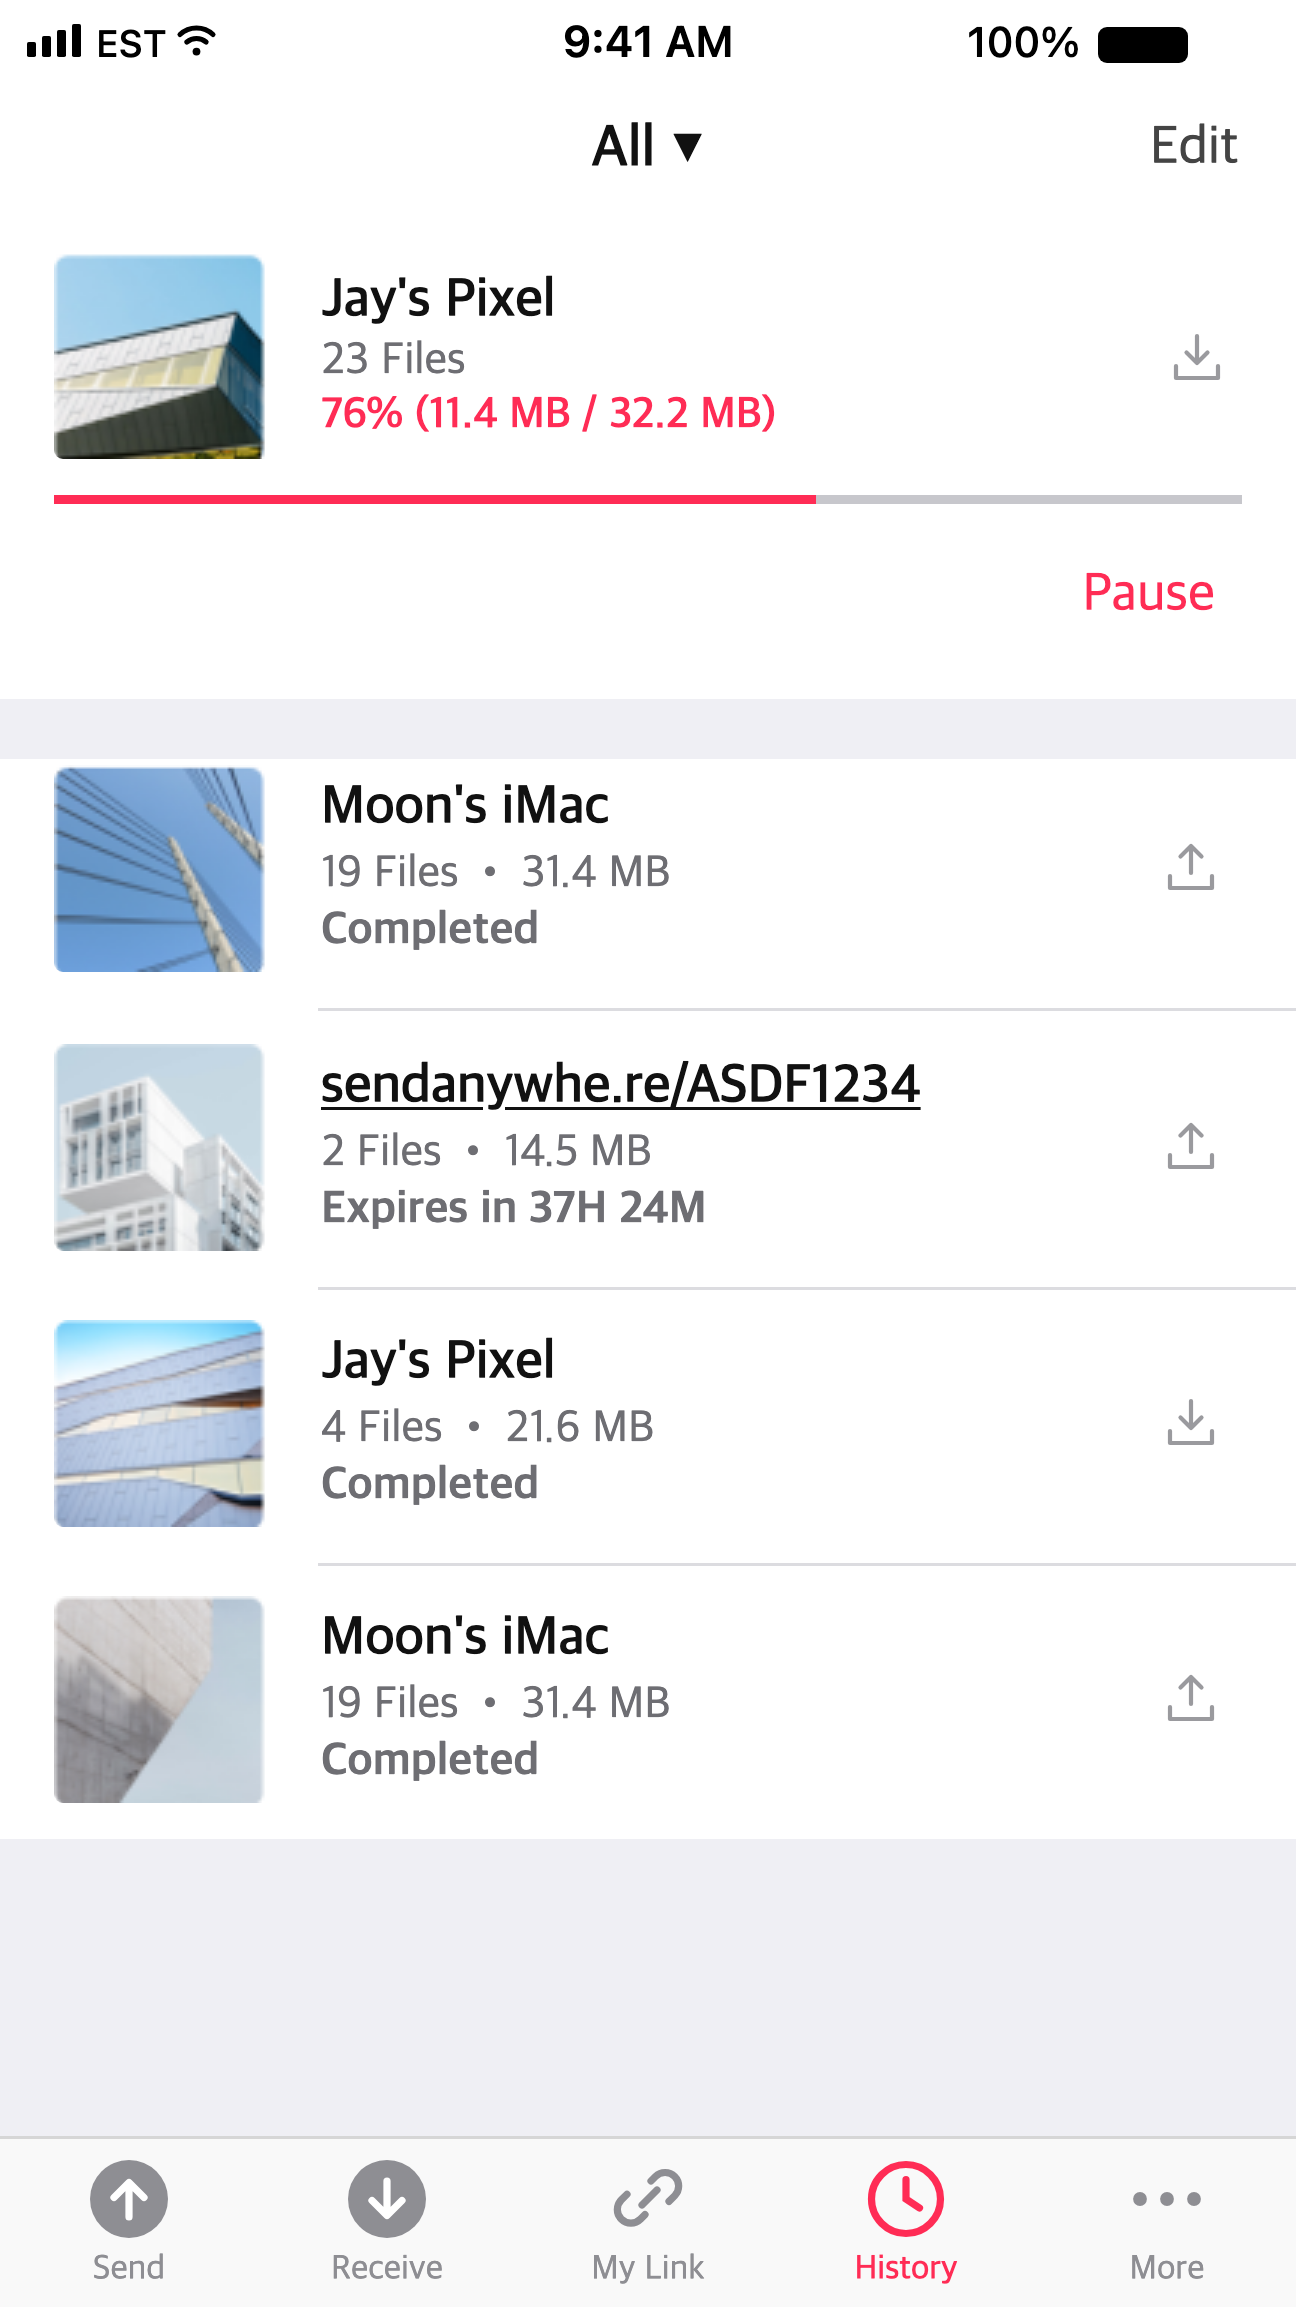 EST 9:41 AM 100%
All ▼ Edit
Jay's Pixel
23 Files
76% (11.4 MB / 32.2 MB)
Pause
Moon's iMac
19 Files • 31.4 MB
Completed
sendanywhe.re/ASDF1234
2 Files • 14.5 MB
Expires in 37H 24M
Jay's Pixel
4 Files • 21.6 MB
Completed
Moon's iMac
19 Files • 31.4 MB
Completed
Send Receive My Link History More